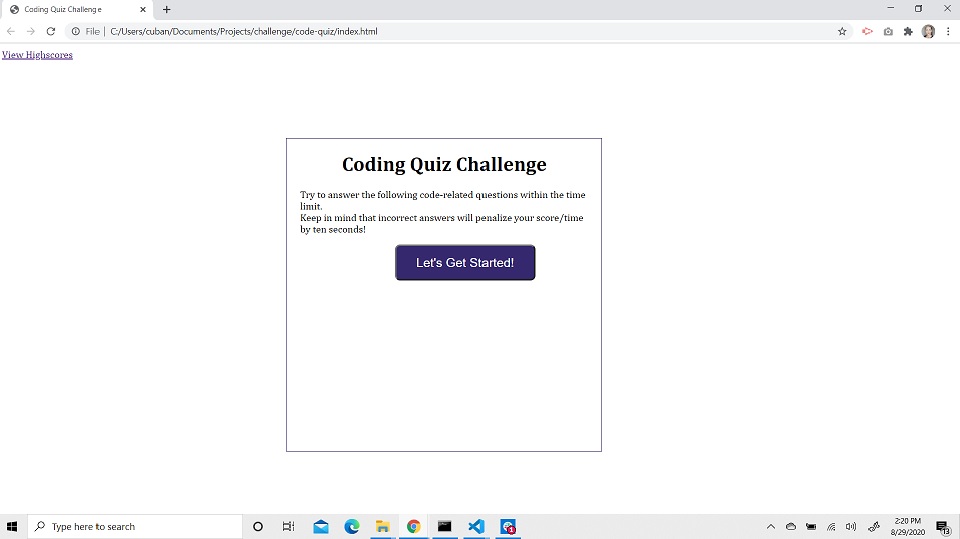 Coding Quiz Challenge
File | C:/Users/cuban/Documents/Projects/challenge/code-quiz/index.html
View Highscores
Coding Quiz Challenge
Try to answer the following code-related questions within the time
limit.
Keep in mind that incorrect answers will penalize your score/time
by ten seconds!
Let's Get Started!
Type here to search
1
2:20 PM
8/29/2020
13